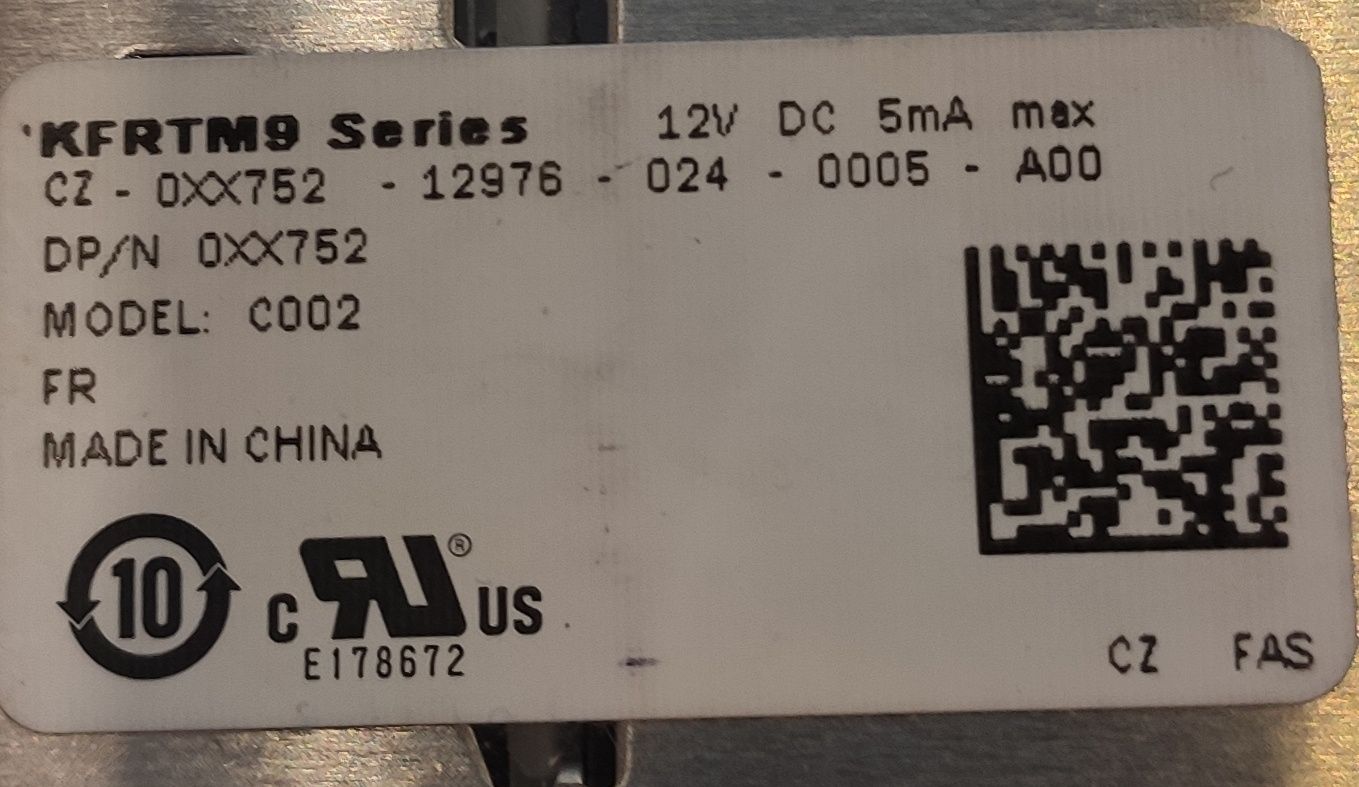 KFRTM9 Series 12V DC 5mA max
CZ - 0XX752 - 12976 - 024 - 0005 - A00
DP/N 0XX752
MODEL: C002
FR
MADE IN CHINA
10 C RU ® US
E178672
CZ FAS